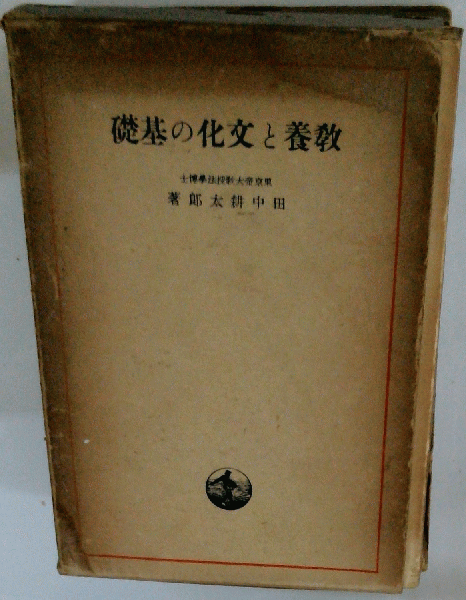 教養と文化の基礎
東京帝大教授法學博士
田中耕太郎著